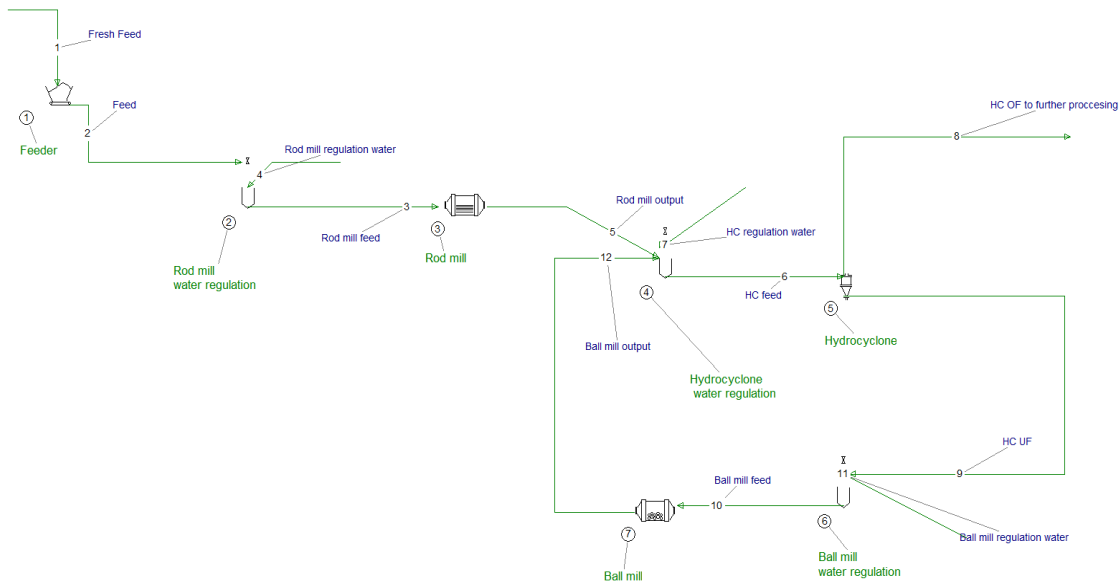 Fresh Feed
1
1
Feeder
Feed
2
Rod mill regulation water
4
2
Rod mill
water regulation
3
Rod mill feed
3
Rod mill
Rod mill output
5
17
HC regulation water
12
Ball mill output
4
Hydrocyclone
water regulation
6
HC feed
HC OF to further proccesing
8
5
Hydrocyclone
HC UF
9
11
Ball mill regulation water
6
Ball mill
water regulation
Ball mill feed
10
7
Ball mill